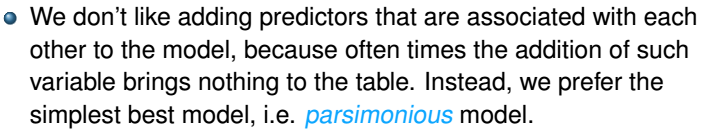 We don't like adding predictors that are associated with each
other to the model, because often times the addition of such
variable brings nothing to the table. Instead, we prefer the
simplest best model, i.e. parsimonious model.